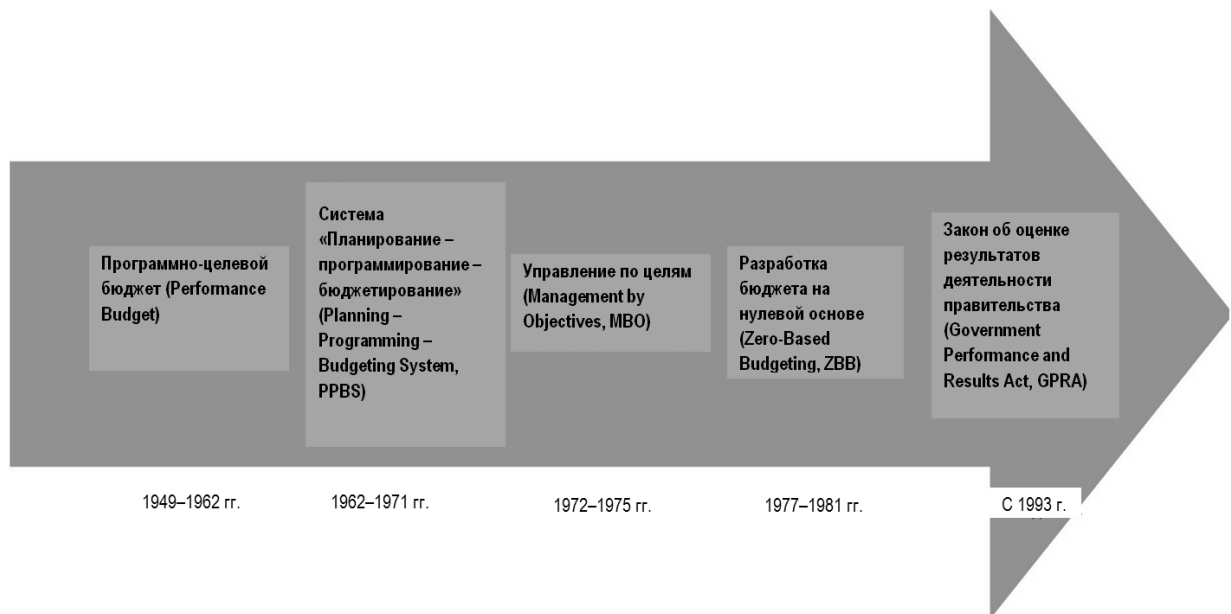 Программно-целевой
бюджет (Performance
Budget)
Система
«Планирование –
программирование –
бюджетирование»
(Planning –
Programming –
Budgeting System,
PPBS)
Управление по целям
(Management by
Objectives, MBO)
Разработка
бюджета на
нулевой основе
(Zero-Based
Budgeting, ZBB)
Закон об оценке
результатов
деятельности
правительства
(Government
Performance and
Results Act, GPRA)
1949–1962 гг.
1962–1971 гг.
1972–1975 гг.
1977–1981 гг.
С 1993 г.